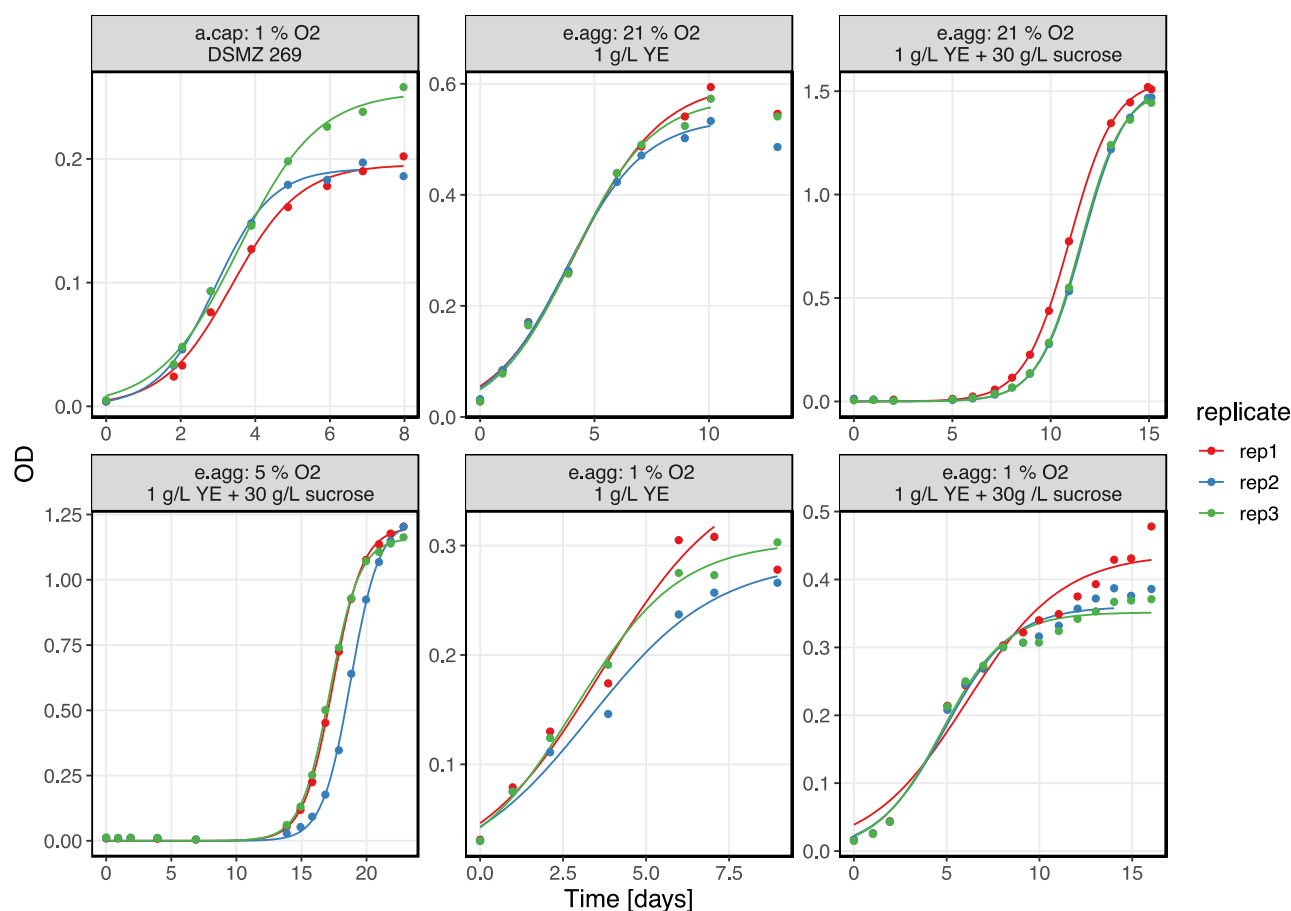 a.cap: 1 % O2
DSMZ 269
e.agg: 21 % O2
1 g/L YE
e.agg: 21 % O2
1 g/L YE + 30 g/L sucrose
0.2
0.1
0.0
0 2 4 6 8
0.6
0.4
0.2
0.0
0 5 10
1.5
1.0
0.5
0.0
0 5 10 15
OD
e.agg: 5 % O2
1 g/L YE + 30 g/L sucrose
e.agg: 1 % O2
1 g/L YE
e.agg: 1 % O2
1 g/L YE + 30g /L sucrose
1.25
1.00
0.75
0.50
0.25
0.00
0 5 10 15 20
0.3
0.2
0.1
0.0 2.5 5.0 7.5
0.5
0.4
0.3
0.2
0.1
0.0
0 5 10 15
Time [days]
replicate
rep1
rep2
rep3